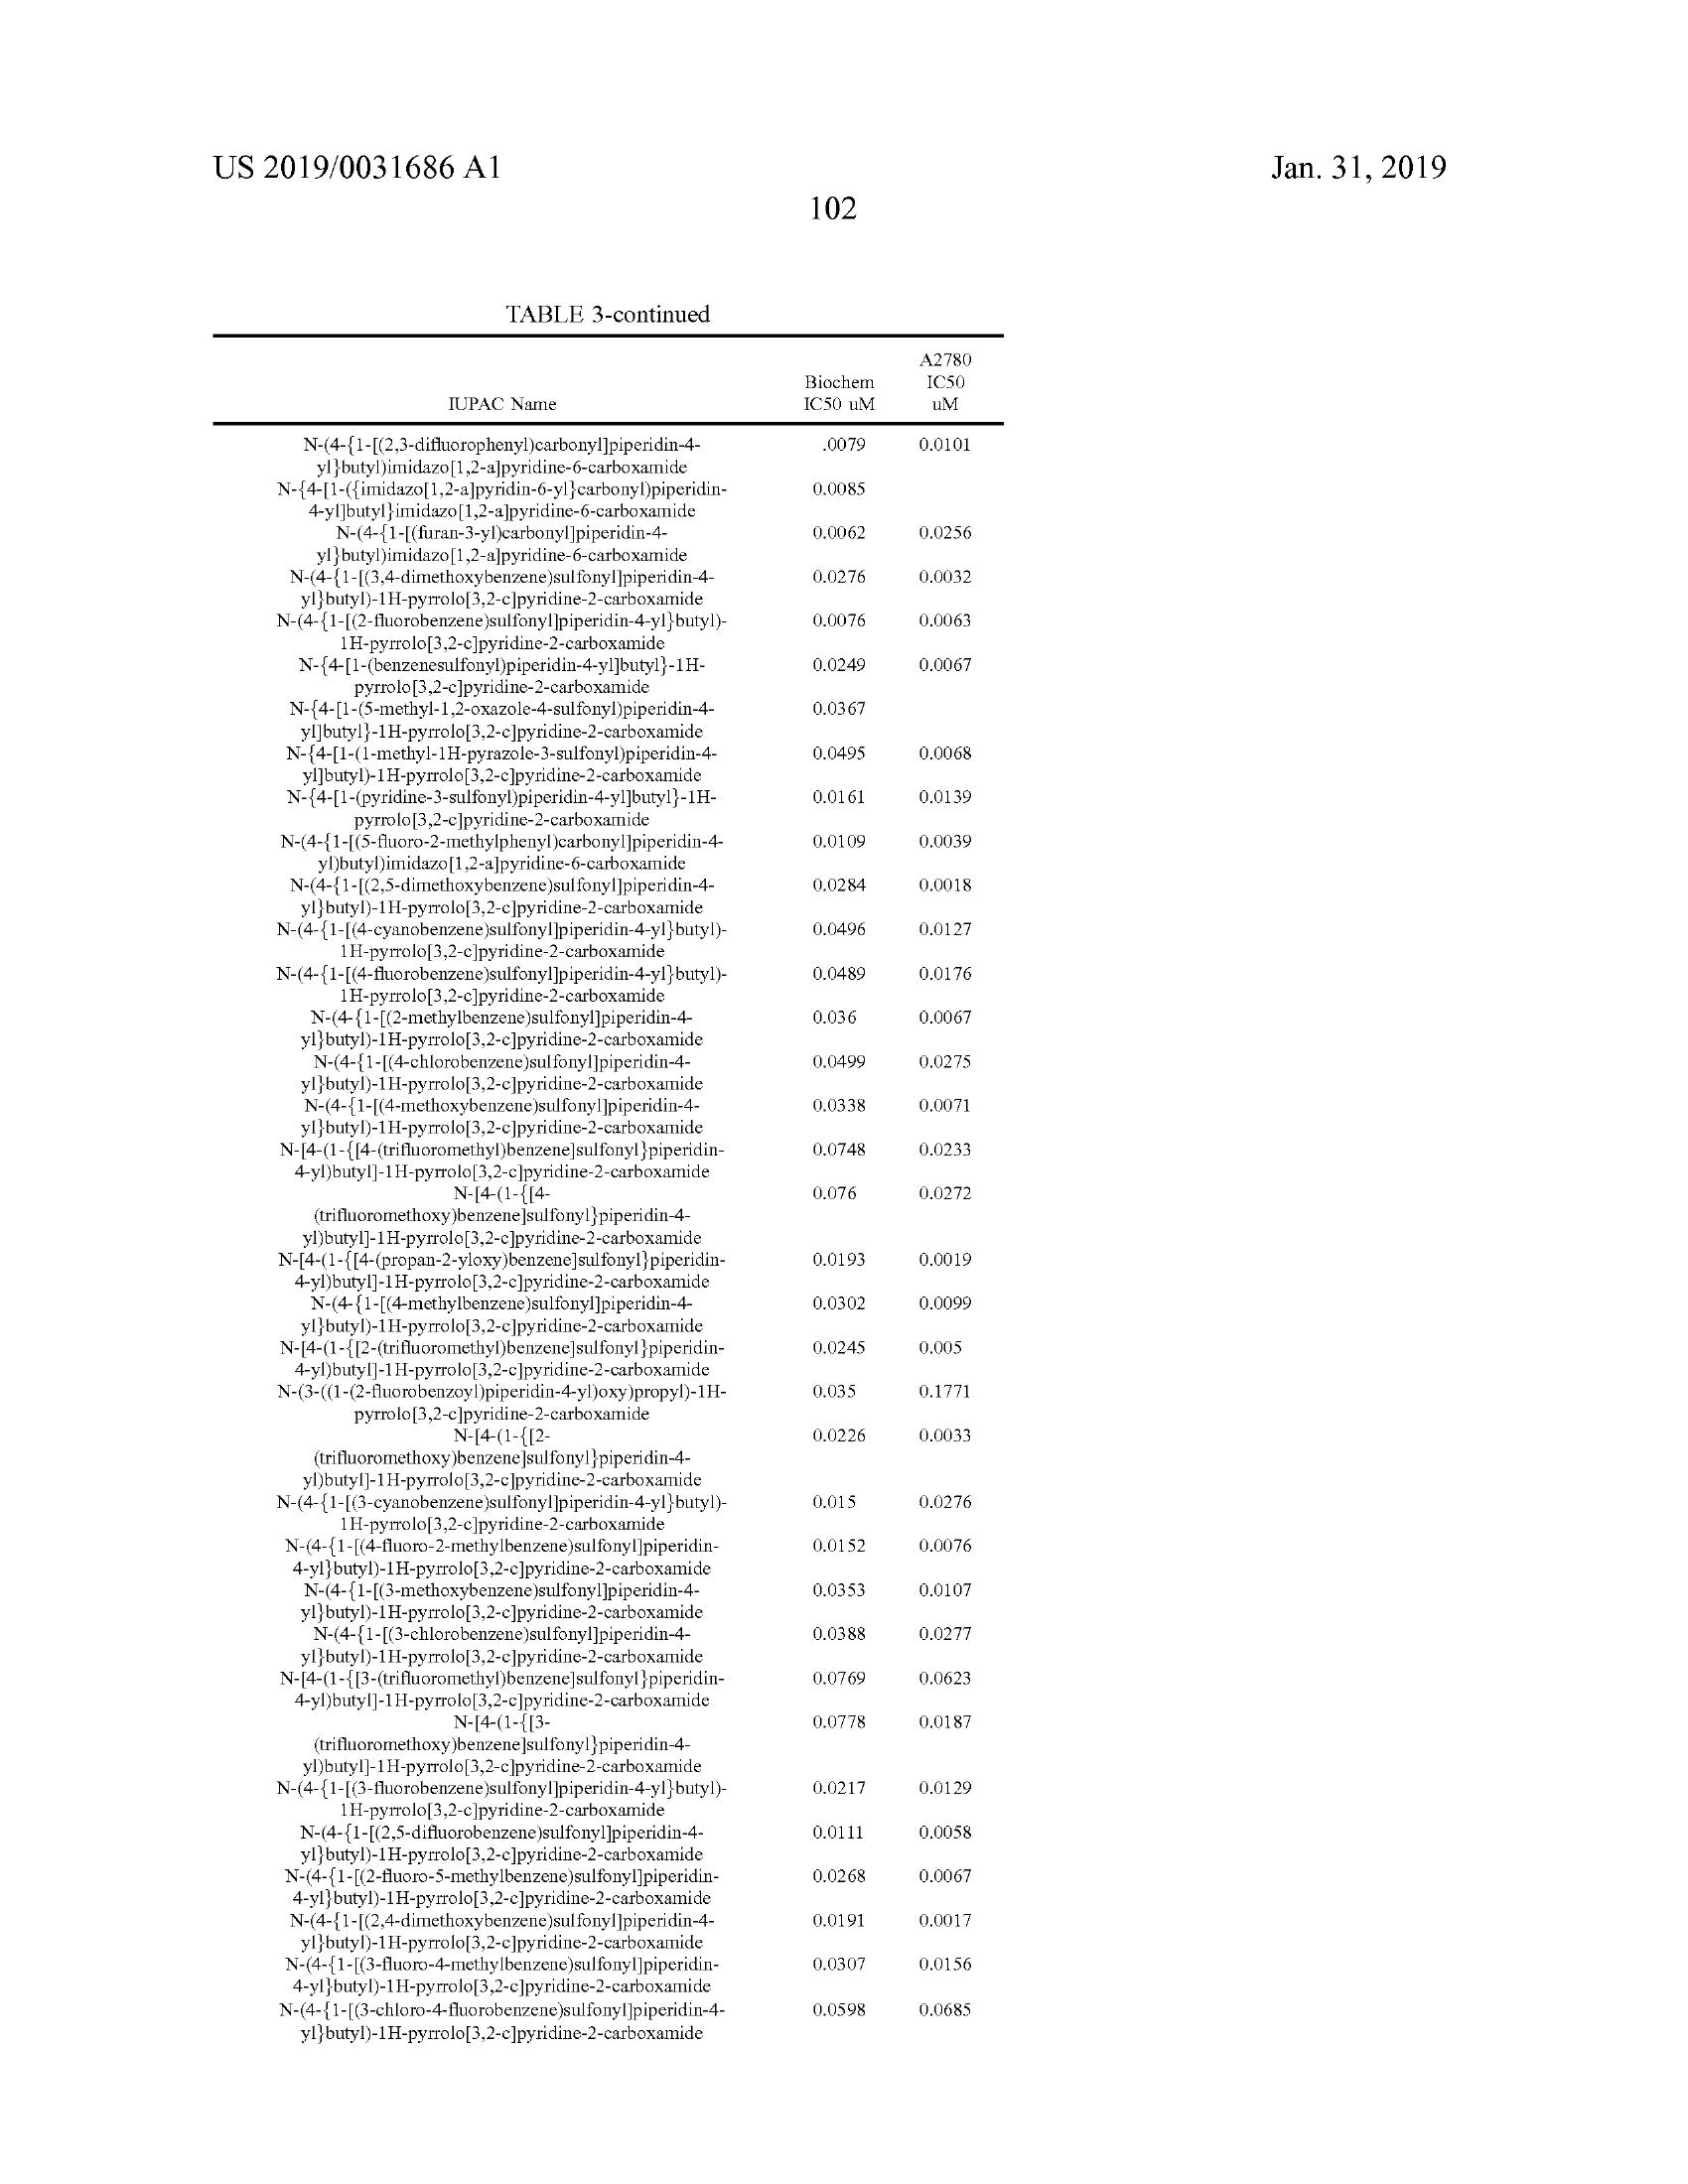 US 2019/0031686 A1
Jan. 31, 2019
102
TABLE 3-continued
A2780
Biochem IC50
IUPAC Name IC50 uM uM
N-(4-{1-[(2,3-difluorophenyl)carbonyl]piperidin-4- .0079 0.0101
yl}butyl)imidazo[1,2-a]pyridine-6-carboxamide
N-{4-[1-({imidazo[1,2-a]pyridin-6-yl}carbonyl)piperidin- 0.0085
4-yl]butyl}imidazo[1,2-a]pyridine-6-carboxamide
N-(4-{1-[(furan-3-yl)carbonyl]piperidin-4- 0.0062 0.0256
yl}butyl)imidazo[1,2-a]pyridine-6-carboxamide
N-(4-{1-[(3,4-dimethoxybenzene)sulfonyl]piperidin-4- 0.0276 0.0032
yl}butyl)-1H-pyrrolo[3,2-c]pyridine-2-carboxamide
N-(4-{1-[(2-fluorobenzene)sulfonyl]piperidin-4-yl}butyl)- 0.0076 0.0063
1H-pyrrolo[3,2-c]pyridine-2-carboxamide
N-{4-[1-(benzenesulfonyl)piperidin-4-yl]butyl}-1H- 0.0249 0.0067
pyrrolo[3,2-c]pyridine-2-carboxamide
N-{4-[1-(5-methyl-1,2-oxazole-4-sulfonyl)piperidin-4- 0.0367
yl]butyl}-1H-pyrrolo[3,2-c]pyridine-2-carboxamide
N-{4-[1-(1-methyl-1H-pyrazole-3-sulfonyl)piperidin-4- 0.0495 0.0068
yl]butyl)-1H-pyrrolo[3,2-c]pyridine-2-carboxamide
N-{4-[1-(pyridine-3-sulfonyl)piperidin-4-yl]butyl}-1H- 0.0161 0.0139
pyrrolo[3,2-c]pyridine-2-carboxamide
N-(4-{1-[(5-fluoro-2-methylphenyl)carbonyl]piperidin-4- 0.0109 0.0039
yl)butyl)imidazo[1,2-a]pyridine-6-carboxamide
N-(4-{1-[(2,5-dimethoxybenzene)sulfonyl]piperidin-4- 0.0284 0.0018
yl}butyl)-1H-pyrrolo[3,2-c]pyridine-2-carboxamide
N-(4-{1-[(4-cyanobenzene)sulfonyl]piperidin-4-yl}butyl)- 0.0496 0.0127
1H-pyrrolo[3,2-c]pyridine-2-carboxamide
N-(4-{1-[(4-fluorobenzene)sulfonyl]piperidin-4-yl}butyl)- 0.0489 0.0176
1H-pyrrolo[3,2-c]pyridine-2-carboxamide
N-(4-{1-[(2-methylbenzene)sulfonyl]piperidin-4- 0.036 0.0067
yl}butyl)-1H-pyrrolo[3,2-c]pyridine-2-carboxamide
N-(4-{1-[(4-chlorobenzene)sulfonyl]piperidin-4- 0.0499 0.0275
yl}butyl)-1H-pyrrolo[3,2-c]pyridine-2-carboxamide
N-(4-{1-[(4-methoxybenzene)sulfonyl]piperidin-4- 0.0338 0.0071
yl}butyl)-1H-pyrrolo[3,2-c]pyridine-2-carboxamide
N-[4-(1-{[4-(trifluoromethyl)benzene]sulfonyl}piperidin- 0.0748 0.0233
4-yl)butyl]-1H-pyrrolo[3,2-c]pyridine-2-carboxamide
N-[4-(1-{[4- 0.076 0.0272
(trifluoromethoxy)benzene]sulfonyl}piperidin-4-
yl)butyl]-1H-pyrrolo[3,2-c]pyridine-2-carboxamide
N-[4-(1-{[4-(propan-2-yloxy)benzene]sulfonyl}piperidin- 0.0193 0.0019
4-yl)butyl]-1H-pyrrolo[3,2-c]pyridine-2-carboxamide
N-(4-{1-[(4-methylbenzene)sulfonyl]piperidin-4- 0.0302 0.0099
yl}butyl)-1H-pyrrolo[3,2-c]pyridine-2-carboxamide
N-[4-(1-{[2-(trifluoromethyl)benzene]sulfonyl}piperidin- 0.0245 0.005
4-yl)butyl]-1H-pyrrolo[3,2-c]pyridine-2-carboxamide
N-(3-((1-(2-fluorobenzoyl)piperidin-4-yl)oxy)propyl)-1H- 0.035 0.1771
pyrrolo[3,2-c]pyridine-2-carboxamide
N-[4-(1-{[2- 0.0226 0.0033
(trifluoromethoxy)benzene]sulfonyl}piperidin-4-
yl)butyl]-1H-pyrrolo[3,2-c]pyridine-2-carboxamide
N-(4-{1-[(3-cyanobenzene)sulfonyl]piperidin-4-yl}butyl)- 0.015 0.0276
1H-pyrrolo[3,2-c]pyridine-2-carboxamide
N-(4-{1-[(4-fluoro-2-methylbenzene)sulfonyl]piperidin- 0.0152 0.0076
4-yl}butyl)-1H-pyrrolo[3,2-c]pyridine-2-carboxamide
N-(4-{1-[(3-methoxybenzene)sulfonyl]piperidin-4- 0.0353 0.0107
yl}butyl)-1H-pyrrolo[3,2-c]pyridine-2-carboxamide
N-(4-{1-[(3-chlorobenzene)sulfonyl]piperidin-4- 0.0388 0.0277
yl}butyl)-1H-pyrrolo[3,2-c]pyridine-2-carboxamide
N-[4-(1-{[3-(trifluoromethyl)benzene]sulfonyl}piperidin- 0.0769 0.0623
4-yl)butyl]-1H-pyrrolo[3,2-c]pyridine-2-carboxamide
N-[4-(1-{[3- 0.0778 0.0187
(trifluoromethoxy)benzene]sulfonyl}piperidin-4-
yl)butyl]-1H-pyrrolo[3,2-c]pyridine-2-carboxamide
N-(4-{1-[(3-fluorobenzene)sulfonyl]piperidin-4-yl}butyl)- 0.0217 0.0129
1H-pyrrolo[3,2-c]pyridine-2-carboxamide
N-(4-{1-[(2,5-difluorobenzene)sulfonyl]piperidin-4- 0.0111 0.0058
yl}butyl)-1H-pyrrolo[3,2-c]pyridine-2-carboxamide
N-(4-{1-[(2-fluoro-5-methylbenzene)sulfonyl]piperidin- 0.0268 0.0067
4-yl}butyl)-1H-pyrrolo[3,2-c]pyridine-2-carboxamide
N-(4-{1-[(2,4-dimethoxybenzene)sulfonyl]piperidin-4- 0.0191 0.0017
yl}butyl)-1H-pyrrolo[3,2-c]pyridine-2-carboxamide
N-(4-{1-[(3-fluoro-4-methylbenzene)sulfonyl]piperidin- 0.0307 0.0156
4-yl}butyl)-1H-pyrrolo[3,2-c]pyridine-2-carboxamide
N-(4-{1-[(3-chloro-4-fluorobenzene)sulfonyl]piperidin-4- 0.0598 0.0685
yl}butyl)-1H-pyrrolo[3,2-c]pyridine-2-carboxamide